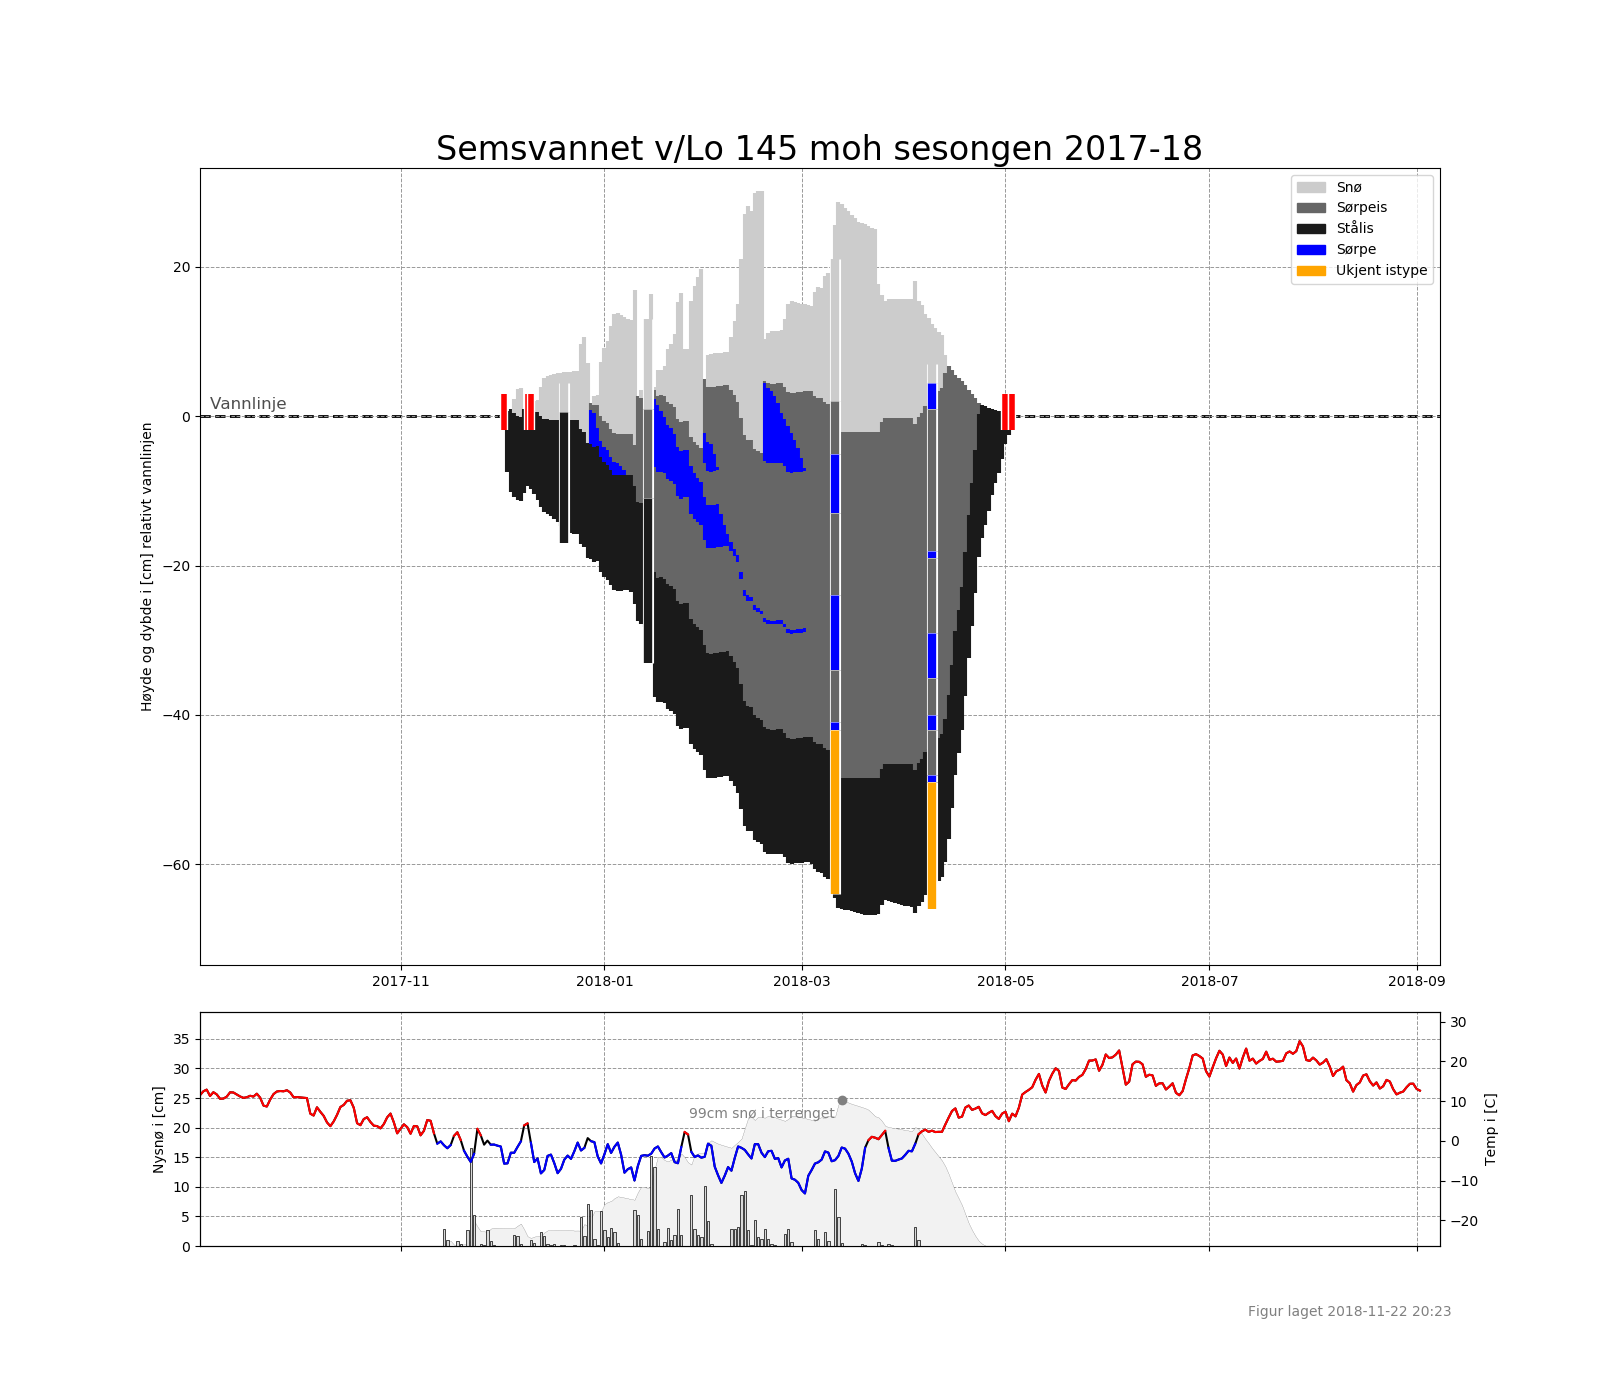 Semsvannet v/Lo 145 moh sesongen 2017-18
Snø
Sørpeis
Stålis
Sørpe
Ukjent istype
Høyde og dybde i [cm] relativt vannlinjen
20
0
−20
−40
−60
Vannlinje
2017-11 2018-01 2018-03 2018-05 2018-07 2018-09
Nysnø i [cm]
35
30
25
20
15
10
5
0
99cm snø i terrenget
30
20
10
0
−10
−20
Temp i [C]
Figur laget 2018-11-22 20:23